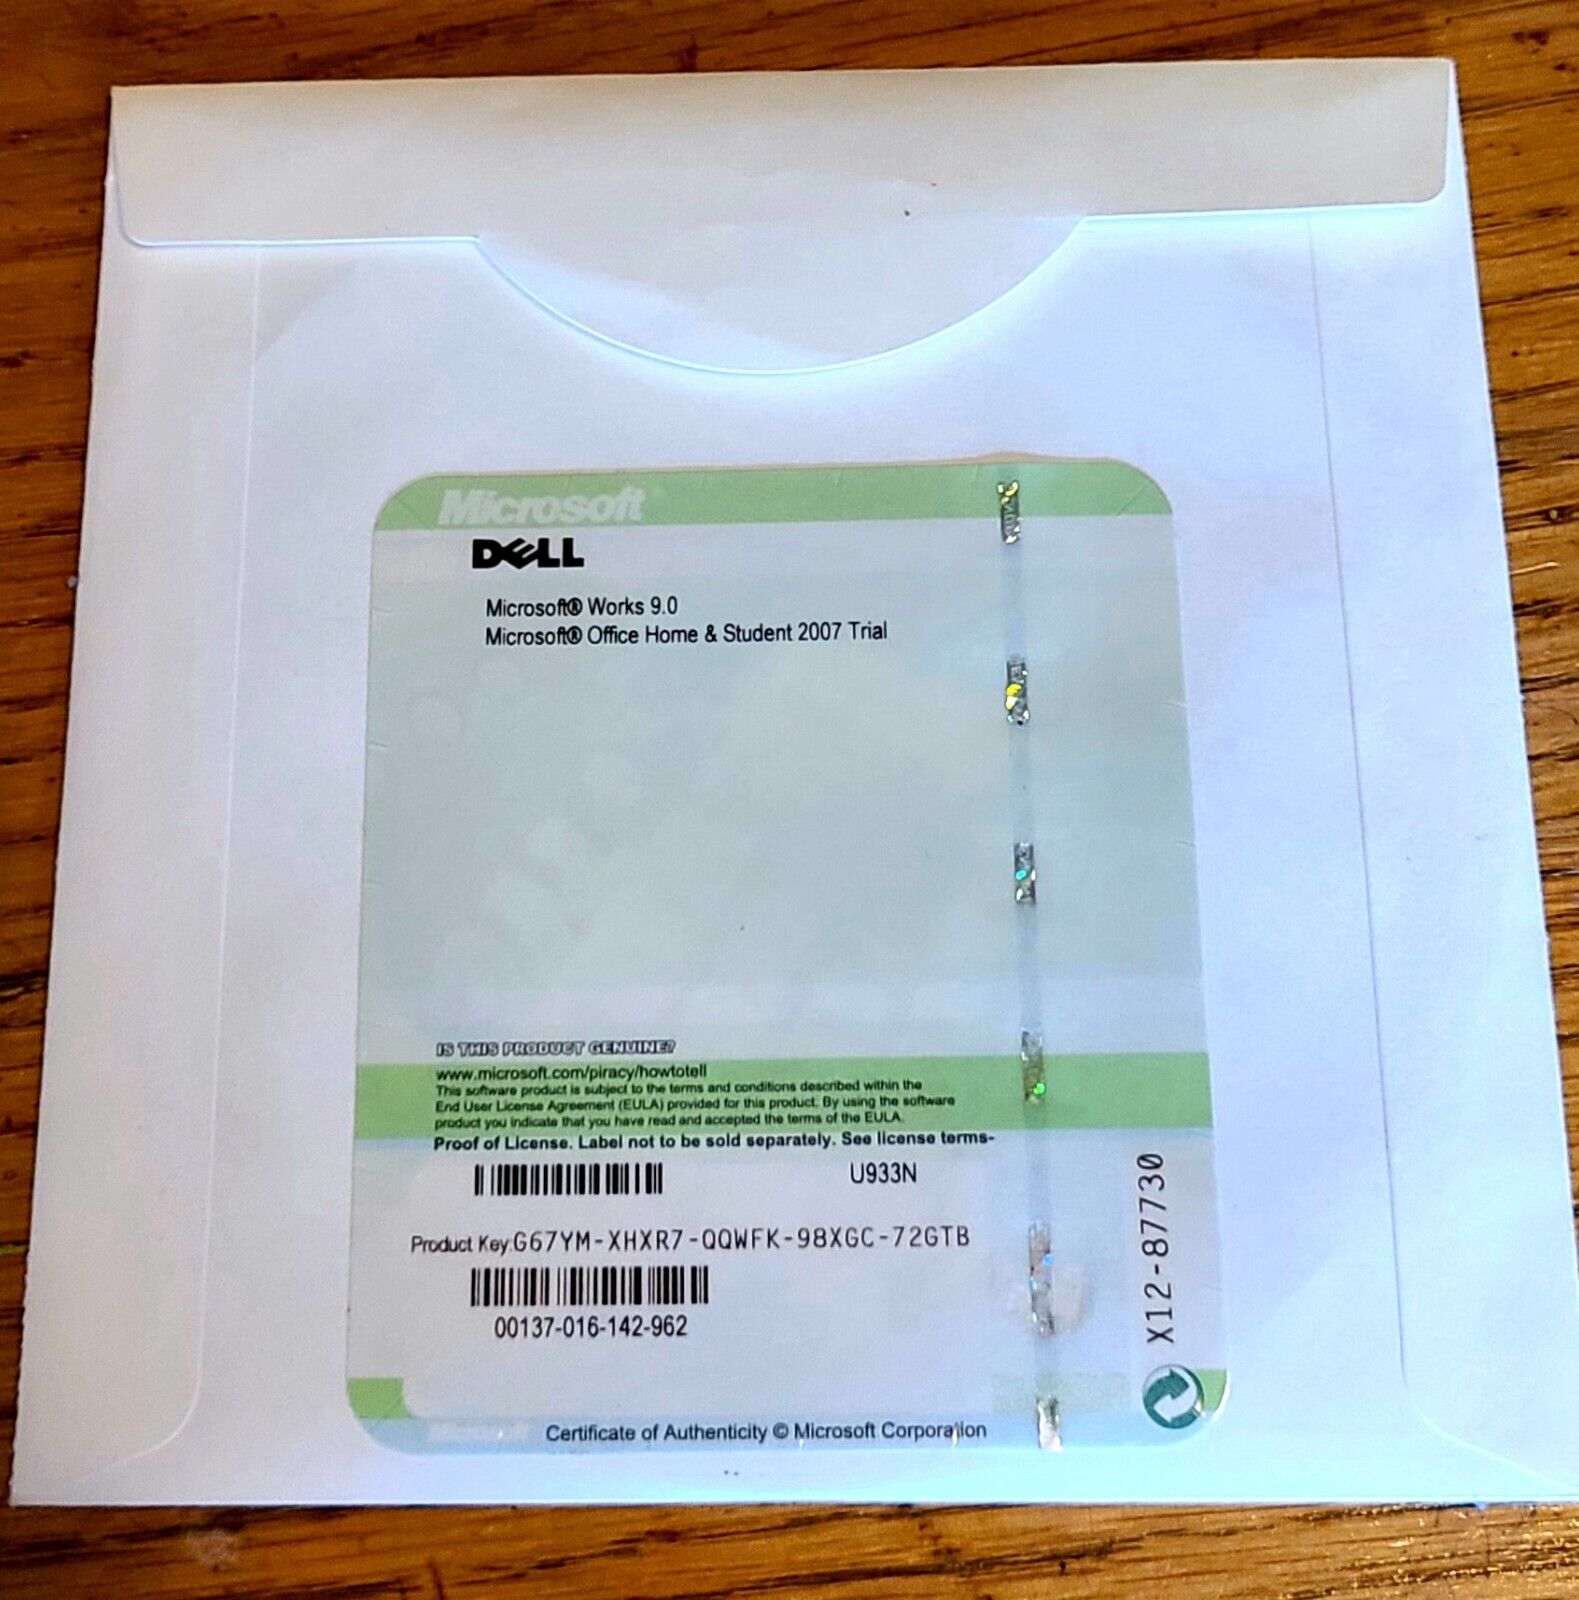 Microsoft
DELL
Microsoft® Works 9.0
Microsoft® Office Home & Student 2007 Trial
IS THIS PRODUCT GENUINE?
www.microsoft.com/piracy/howtotell
This software product is subject to the terms and conditions described within the
End User License Agreement (EULA) provided for this product. By using the software
product you indicate that you have read and accepted the terms of the EULA.
Proof of License. Label not to be sold separately. See license terms-
U933N
Product Key:G67YM-XHXR7-QQWFK-98XGC-72GTB
00137-016-142-962
X12-87730
Certificate of Authenticity © Microsoft Corporation